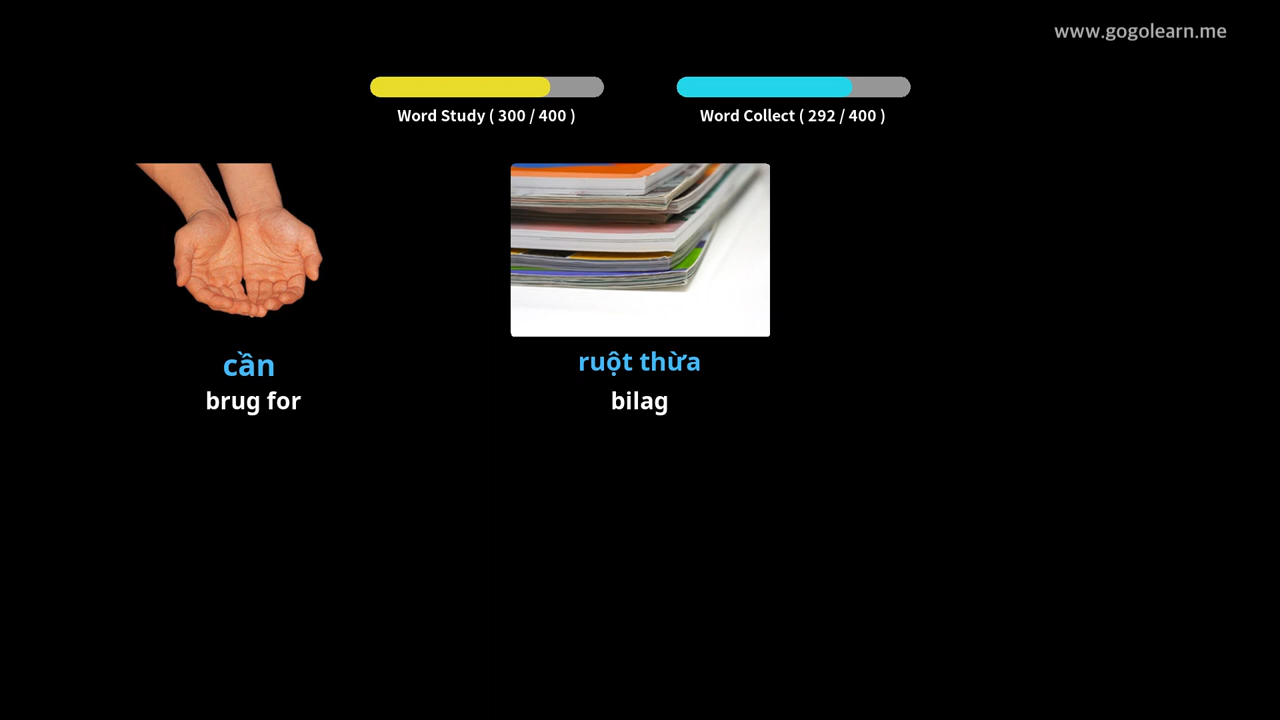 www.gogolearn.me
Word Study ( 300 / 400 )
Word Collect ( 292 / 400 )
cần
brug for
ruột thừa
bilag